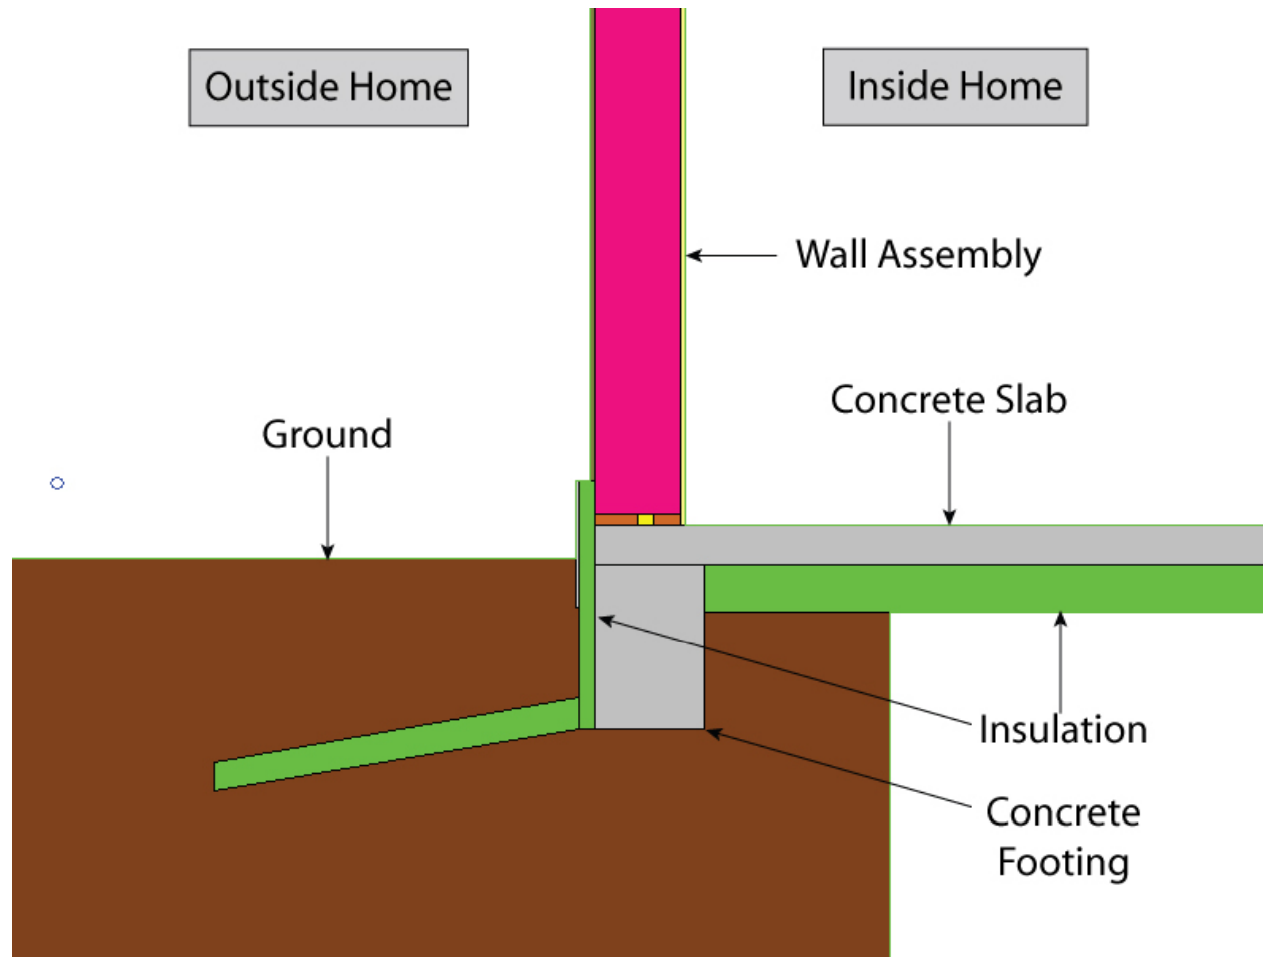 Outside Home
Inside Home
Wall Assembly
Concrete Slab
Ground
Insulation
Concrete
Footing